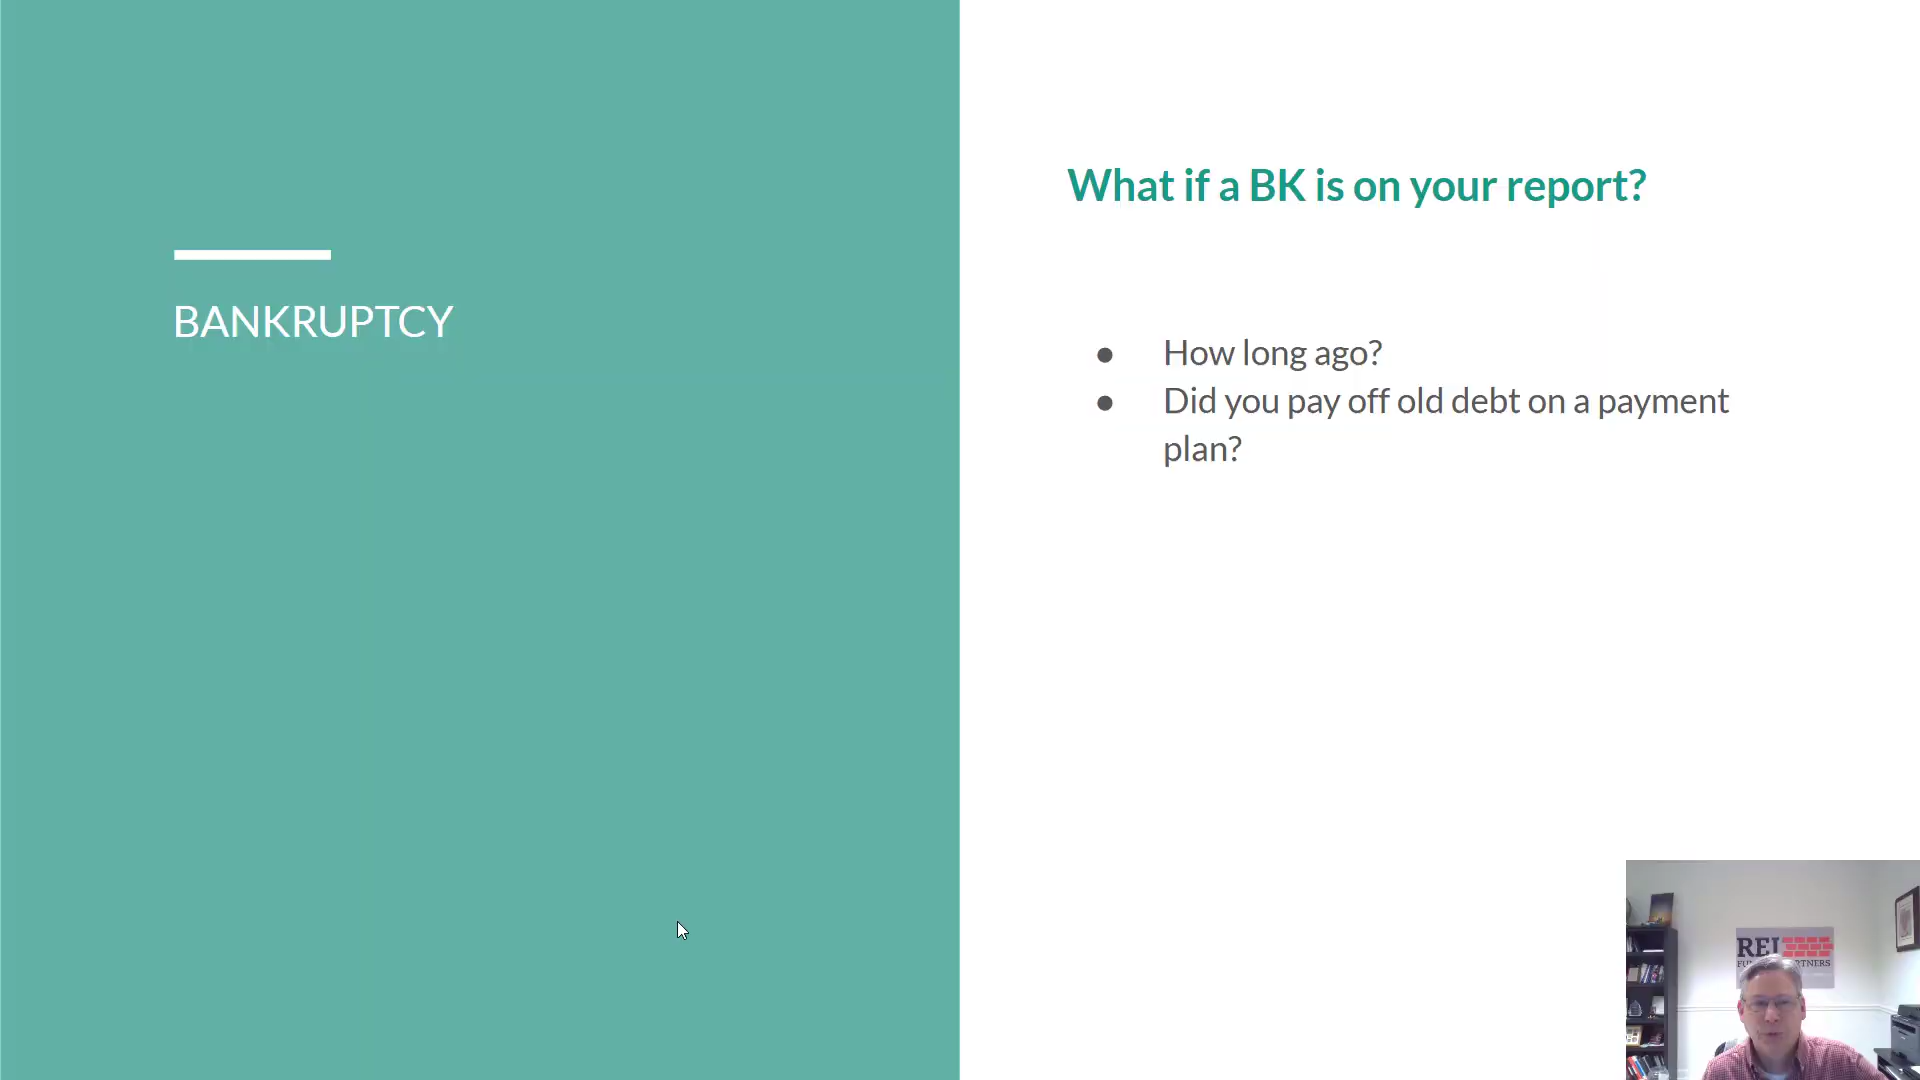 BANKRUPTCY
What if a BK is on your report?
How long ago?
Did you pay off old debt on a payment
plan?
REI